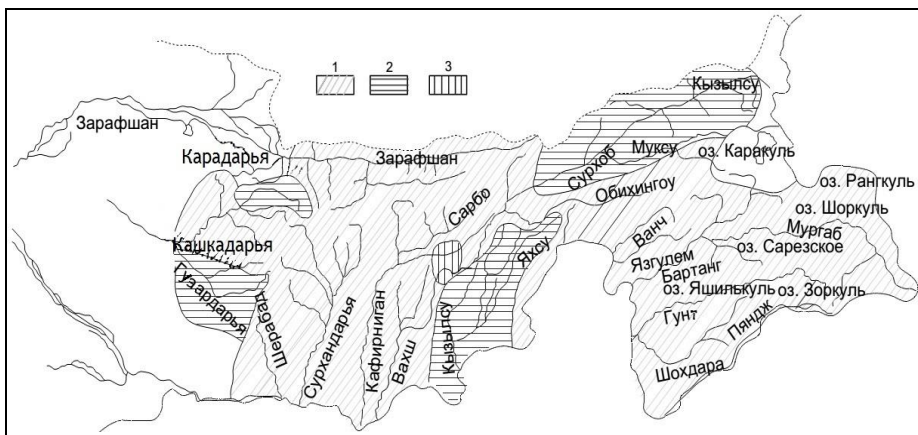 1 2 3
Кызылсу
Зарафшан
Карадарья
Зарафшан
Сурхоб
Муксу
оз. Каракуль
Обихингоу
оз. Рангкуль
Сарбо
оз. Шоркуль
Ванч
Мургаб
Кашкадарья
Яхсу
оз. Сарезское
Язгулем
Бартанг
Гузардарья
Шерабад
оз. Яшилькуль
оз. Зоркуль
Гунт
Пяндж
Сурхандарья
Кафирниган
Вахш
Кызылсу
Шохдара